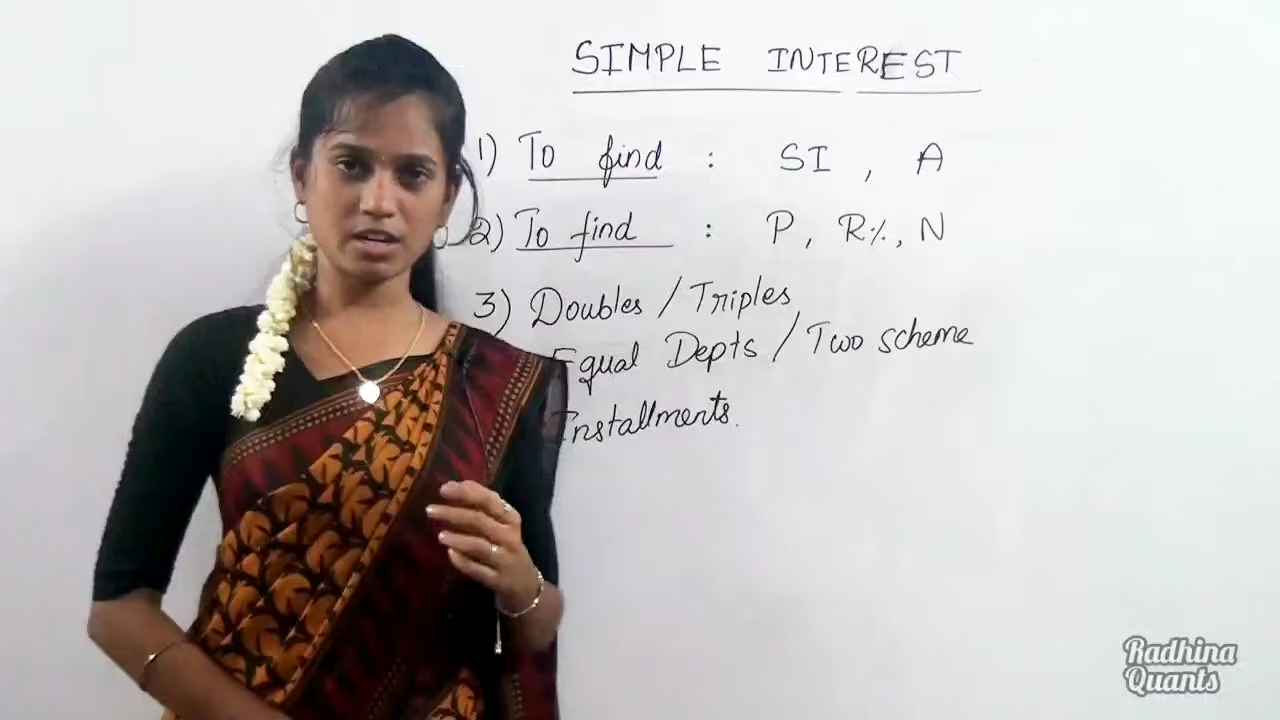 SIMPLE INTEREST
1) To find : SI , A
2) To find : P, R%, N
3) Doubles / Triples
Equal Depts / Two scheme
Installments.
Radhina
Quants